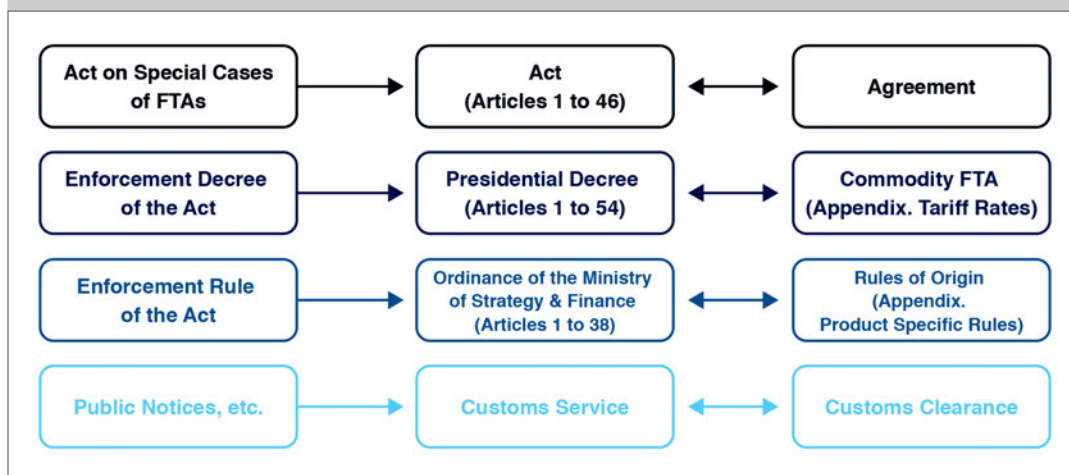 Act on Special Cases
of FTAs
Act
(Articles 1 to 46)
Agreement
Enforcement Decree
of the Act
Presidential Decree
(Articles 1 to 54)
Commodity FTA
(Appendix. Tariff Rates)
Enforcement Rule
of the Act
Ordinance of the Ministry
of Strategy & Finance
(Articles 1 to 38)
Rules of Origin
(Appendix.
Product Specific Rules)
Public Notices, etc.
Customs Service
Customs Clearance